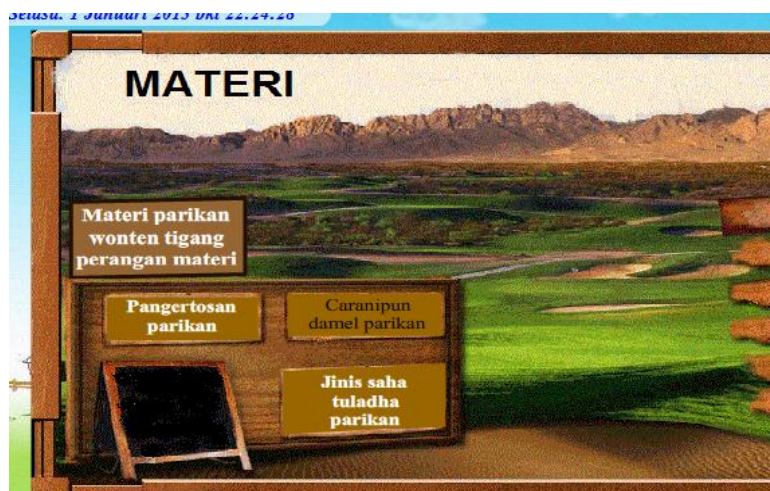 Selasa. 1 Januari 2013 pkl 22:24:28
MATERI
Materi parikan
wonten tigang
perangan materi
Pangertosan
parikan
Caranipun
damel parikan
Jinis saha
tuladha
parikan